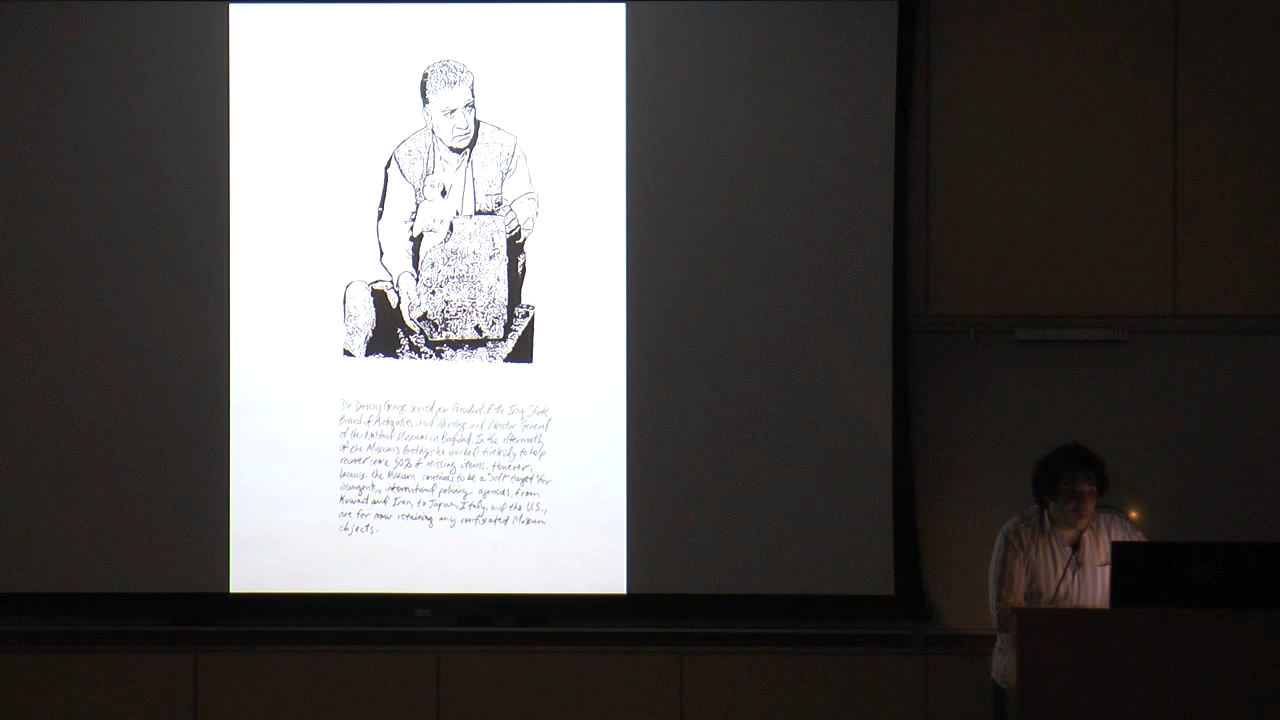 Dr. Donny George served as President of the Iraq State
Board of Antiquities and Heritage and Director General
of the National Museum in Baghdad. In the aftermath
of the Museum's lootings he worked tirelessly to help
recover some 50% of missing items. However,
because the Museum continues to be a "soft target" for
insurgents, international policing agencies, from
Kuwait and Iran, to Japan, Italy, and the U.S.,
are for now retaining any confiscated Museum
objects.